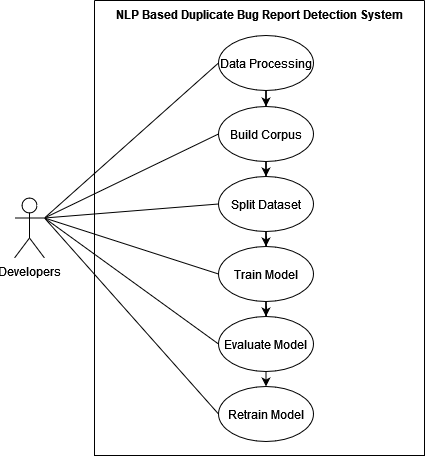 NLP Based Duplicate Bug Report Detection System
Data Processing
Build Corpus
Split Dataset
Developers
Train Model
Evaluate Model
Retrain Model